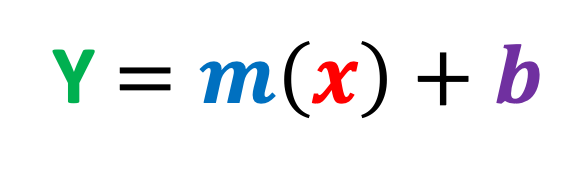 Y = m(x) + b